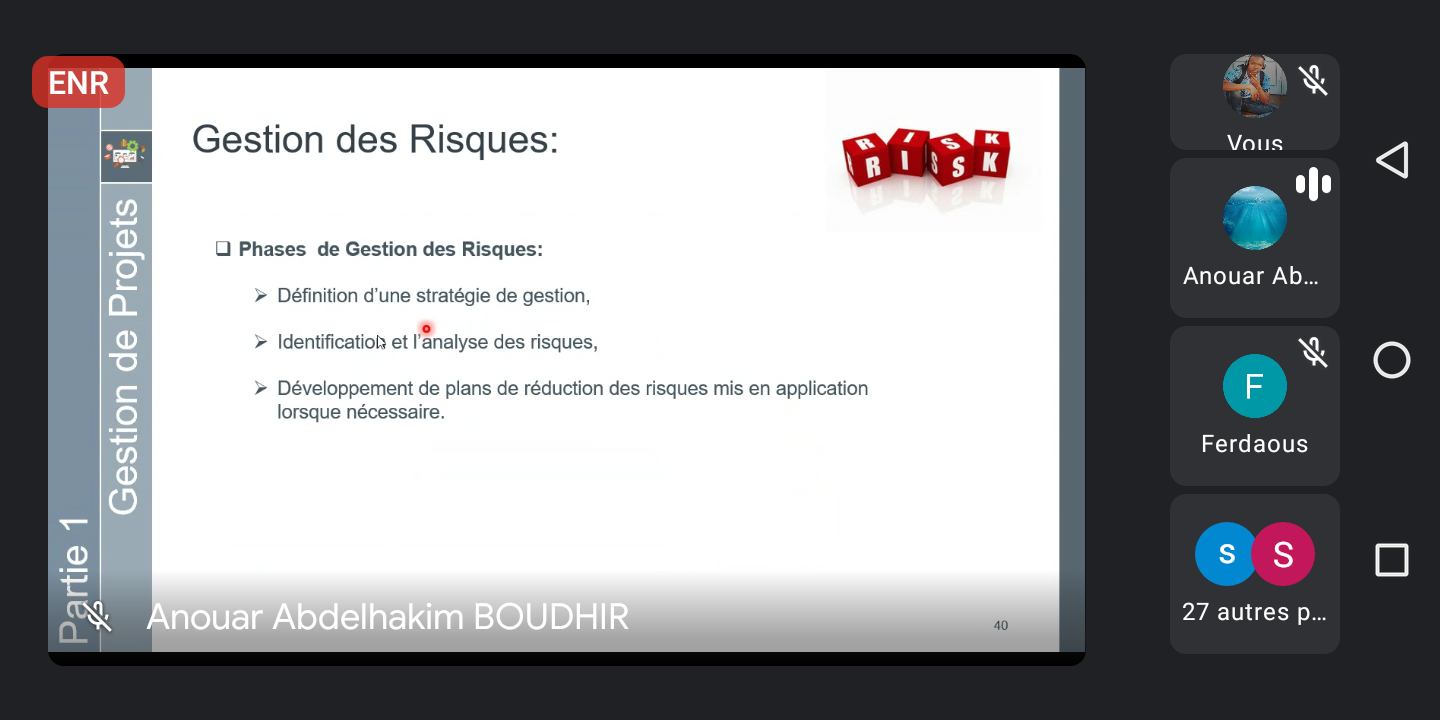 ENR
Gestion des Risques:
RISK
RISK
Gestion de Projets
Partie 1
❑ Phases de Gestion des Risques:
➢ Définition d'une stratégie de gestion,
➢ Identification et l'analyse des risques,
➢ Développement de plans de réduction des risques mis en application
lorsque nécessaire.
Anouar Abdelhakim BOUDHIR
40
Vous
Anouar Ab...
F
Ferdaous
S
S
27 autres p...